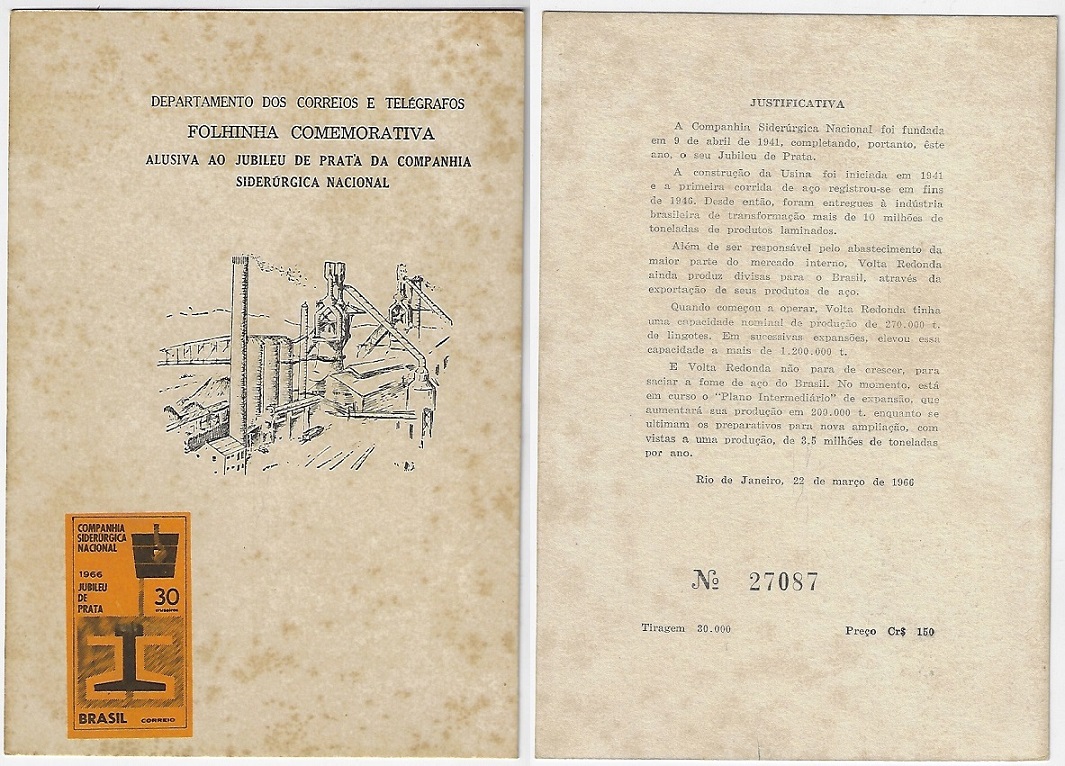 DEPARTAMENTO DOS CORREIOS E TELÉGRAFOS
FOLHINHA COMEMORATIVA
ALUSIVA AO JUBILEU DE PRATA DA COMPANHIA
SIDERÚRGICA NACIONAL
COMPANHIA
SIDERÚRGICA
NACIONAL
1966
JUBILEU
DE
PRATA
30
BRASIL CORREIO
JUSTIFICATIVA
A Companhia Siderúrgica Nacional foi fundada
em 9 de abril de 1941, completando, portanto, êste
ano, o seu Jubileu de Prata.
A construção da Usina foi iniciada em 1941
e a primeira corrida de aço registrou-se em fins
de 1946. Desde então, foram entregues à indústria
brasileira de transformação mais de 10 milhões de
toneladas de produtos laminados.
Além de ser responsável pelo abastecimento da
maior parte do mercado interno, Volta Redonda
ainda produz divisas para o Brasil, através da
exportação de seus produtos de aço.
Quando começou a operar, Volta Redonda tinha
uma capacidade nominal de produção de 270.000 t.
de lingotes. Em sucessivas expansões, elevou essa
capacidade a mais de 1.200.000 t.
E Volta Redonda não para de crescer, para
saciar a fome de aço do Brasil. No momento, está
em curso o "Plano Intermediário" de expansão, que
aumentará sua produção em 200.000 t. enquanto se
ultimam os preparativos para nova ampliação, com
vistas a uma produção, de 3.5 milhões de toneladas
por ano.
Rio de Janeiro, 22 de março de 1966
Nº 27087
Tiragem 30.000 Preço Cr$ 150